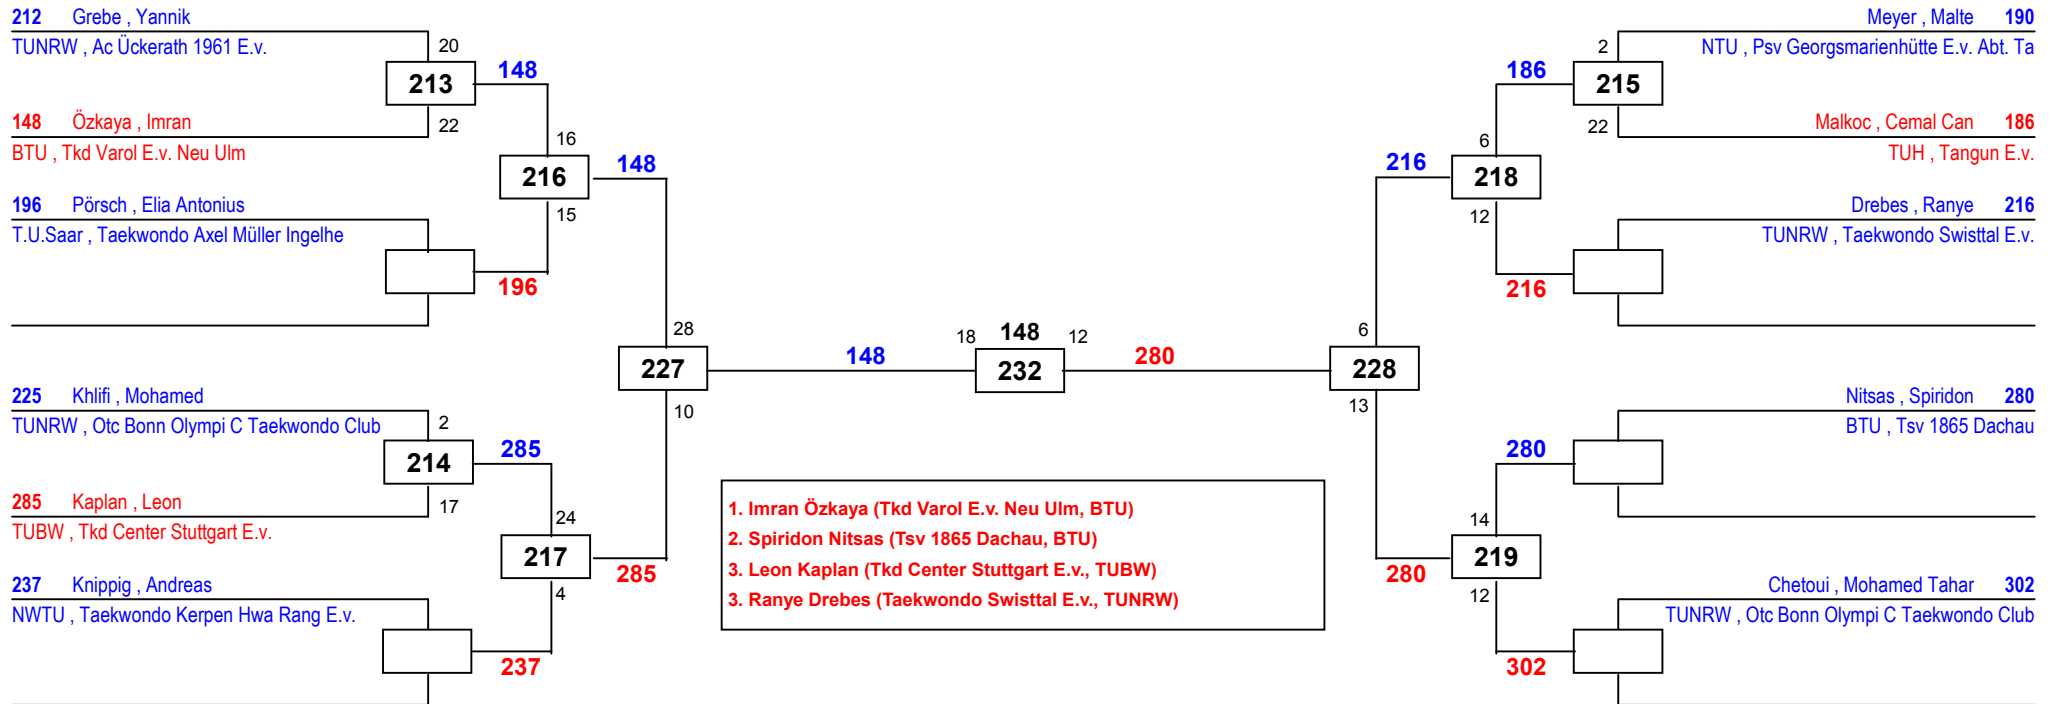 212 Grebe , Yannik
TUNRW , Ac Ückerath 1961 E.v.
20
213
148
148 Özkaya , Imran
22
BTU , Tkd Varol E.v. Neu Ulm
16
216
148
196 Pörsch , Elia Antonius
15
T.U.Saar , Taekwondo Axel Müller Ingelhe
196
28
227
148
10
225 Khlifi , Mohamed
TUNRW , Otc Bonn Olympi C Taekwondo Club
2
214
285
285 Kaplan , Leon
17
TUBW , Tkd Center Stuttgart E.v.
24
217
285
237 Knippig , Andreas
4
NWTU , Taekwondo Kerpen Hwa Rang E.v.
237
18 148 12
232
280
1. Imran Özkaya (Tkd Varol E.v. Neu Ulm, BTU)
2. Spiridon Nitsas (Tsv 1865 Dachau, BTU)
3. Leon Kaplan (Tkd Center Stuttgart E.v., TUBW)
3. Ranye Drebes (Taekwondo Swisttal E.v., TUNRW)
Meyer , Malte 190
2
NTU , Psv Georgsmarienhütte E.v. Abt. Ta
186
215
22
Malkoc , Cemal Can 186
TUH , Tangun E.v.
6
216
218
12
Drebes , Ranye 216
TUNRW , Taekwondo Swisttal E.v.
216
6
228
13
Nitsas , Spiridon 280
BTU , Tsv 1865 Dachau
280
14
219
280
12
Chetoui , Mohamed Tahar 302
TUNRW , Otc Bonn Olympi C Taekwondo Club
302